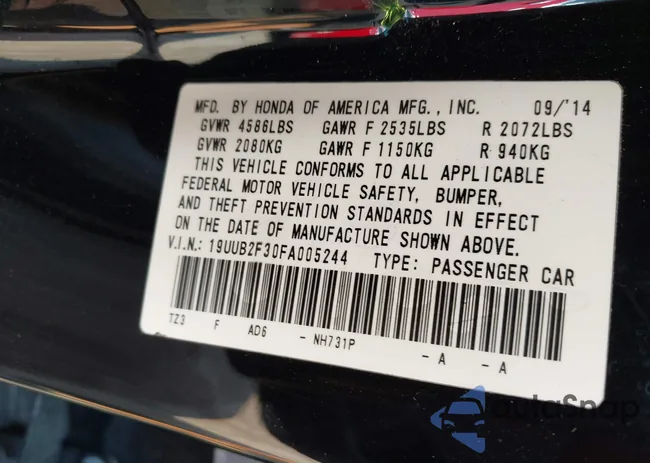 MFD. BY HONDA OF AMERICA MFG., INC. 09/'14
GVWR 4586LBS GAWR F 2535LBS R 2072LBS
GVWR 2080KG GAWR F 1150KG R 940KG
THIS VEHICLE CONFORMS TO ALL APPLICABLE
FEDERAL MOTOR VEHICLE SAFETY, BUMPER,
AND THEFT PREVENTION STANDARDS IN EFFECT
ON THE DATE OF MANUFACTURE SHOWN ABOVE.
V.I.N.: 19UUB2F30FA005244 TYPE: PASSENGER CAR
TZ3 F AD6 - NH731P - A - A
autoSnap